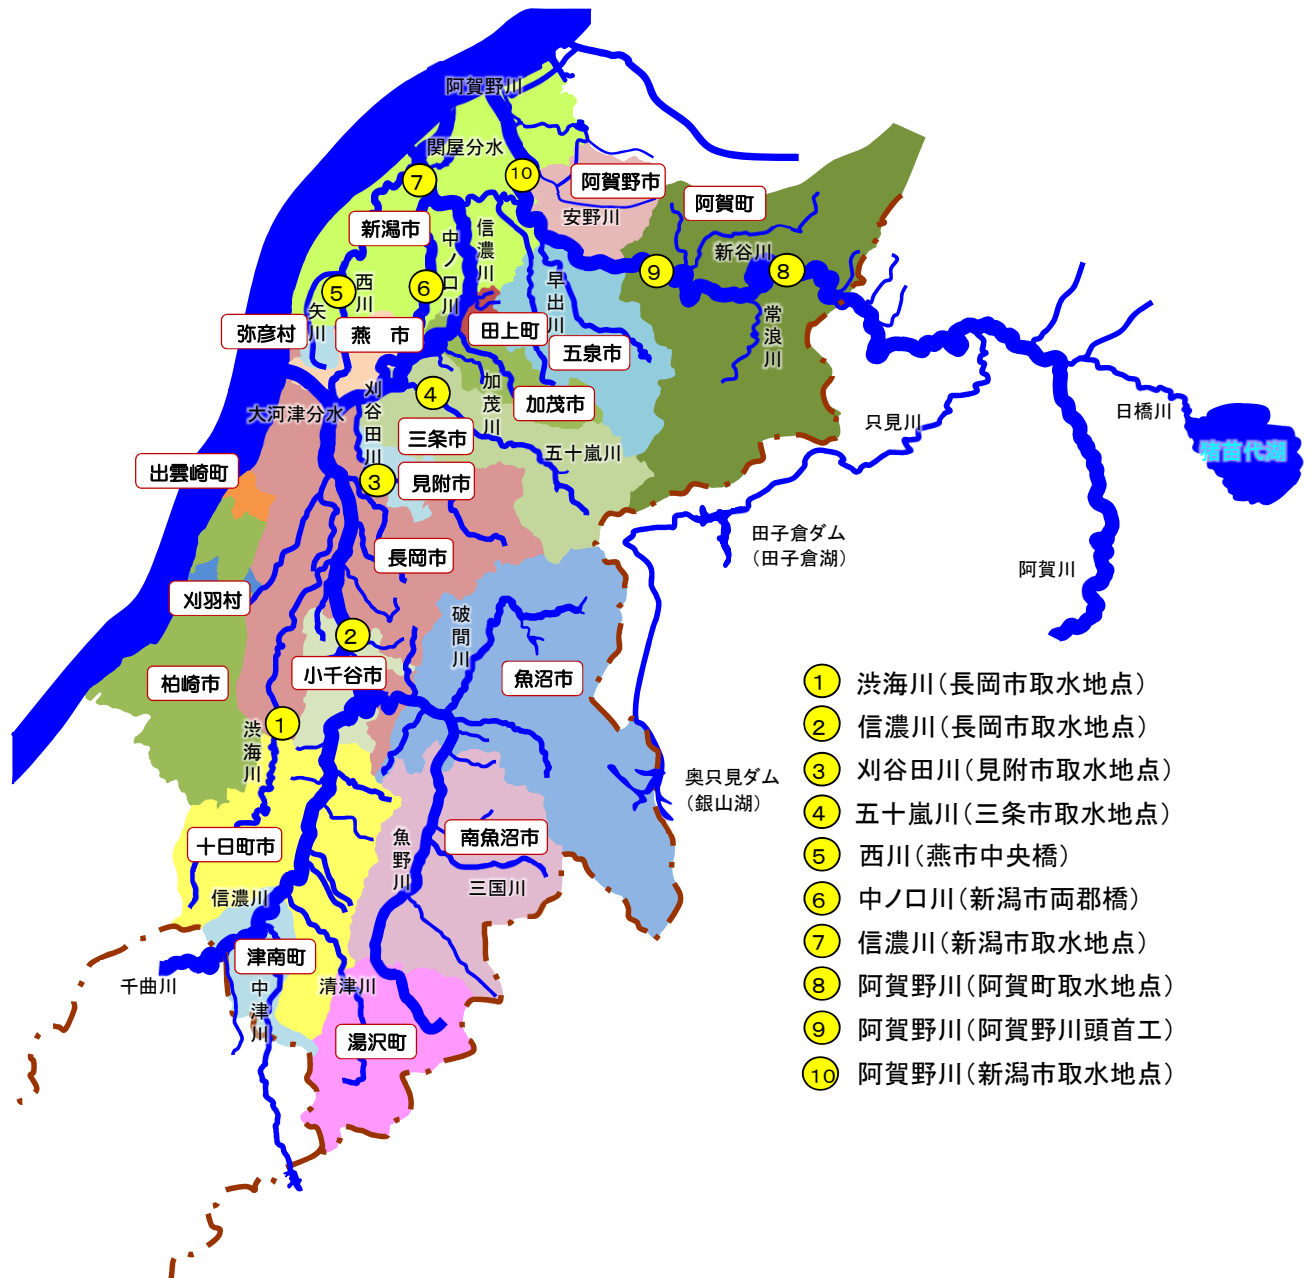 阿賀野川
関屋分水
⑩
⑦
阿賀野市
阿賀町
安野川
新潟市
信濃川
中ノ口川
新谷川
⑨
⑧
西川
⑤
⑥
早出川
矢川
弥彦村
燕　市
田上町
常浪川
五泉市
加茂川
刈谷田川
④
加茂市
大河津分水
日橋川
只見川
三条市
猪苗代湖
五十嵐川
出雲崎町
③
見附市
田子倉ダム
（田子倉湖）
長岡市
阿賀川
刈羽村
破間川
②
小千谷市
魚沼市
柏崎市
①
渋海川
奥只見ダム
（銀山湖）
十日町市
魚野川
南魚沼市
三国川
信濃川
津南町
千曲川
中津川
清津川
湯沢町
① 渋海川（長岡市取水地点）
② 信濃川（長岡市取水地点）
③ 刈谷田川（見附市取水地点）
④ 五十嵐川（三条市取水地点）
⑤ 西川（燕市中央橋）
⑥ 中ノ口川（新潟市両郡橋）
⑦ 信濃川（新潟市取水地点）
⑧ 阿賀野川（阿賀町取水地点）
⑨ 阿賀野川（阿賀野川頭首工）
⑩ 阿賀野川（新潟市取水地点）